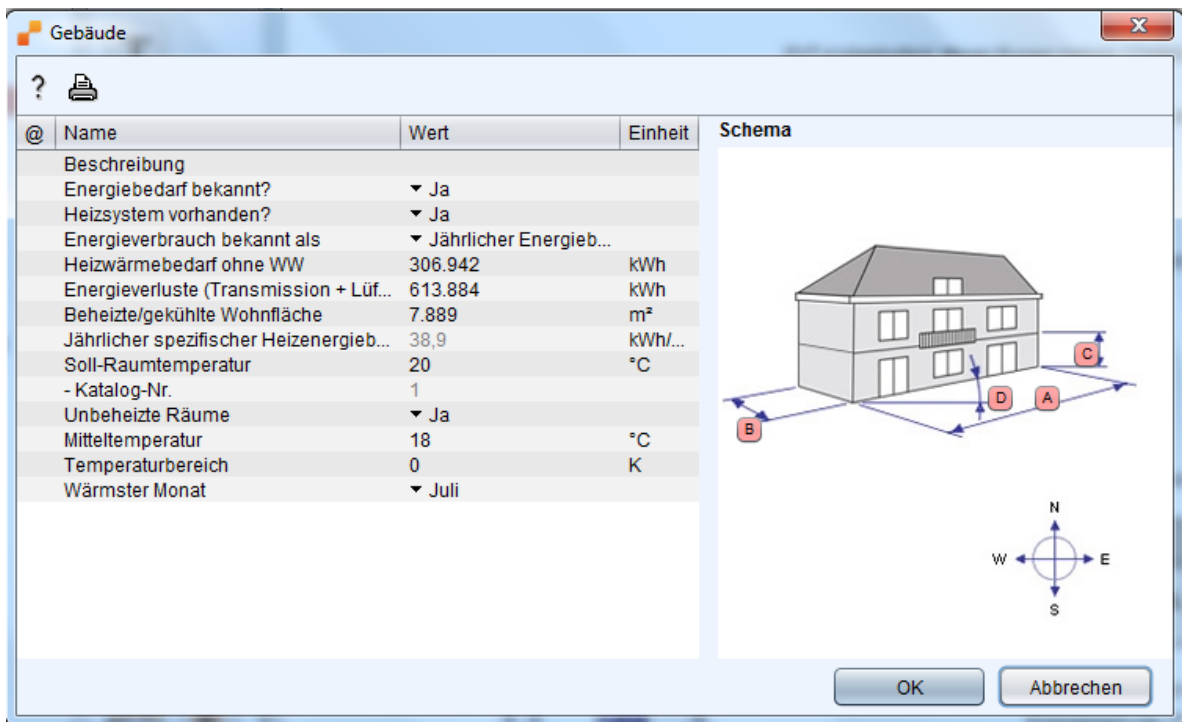 Gebäude
?
@ Name Wert Einheit
Beschreibung
Energiebedarf bekannt? Ja
Heizsystem vorhanden? Ja
Energieverbrauch bekannt als Jährlicher Energieb...
Heizwärmebedarf ohne WW 306.942 kWh
Energieverluste (Transmission + Lüf... 613.884 kWh
Beheizte/gekühlte Wohnfläche 7.889 m²
Jährlicher spezifischer Heizenergieb... 38,9 kWh/...
Soll-Raumtemperatur 20 °C
- Katalog-Nr. 1
Unbeheizte Räume Ja
Mitteltemperatur 18 °C
Temperaturbereich 0 K
Wärmster Monat Juli
Schema
C
D
A
B
N
W
E
S
OK
Abbrechen